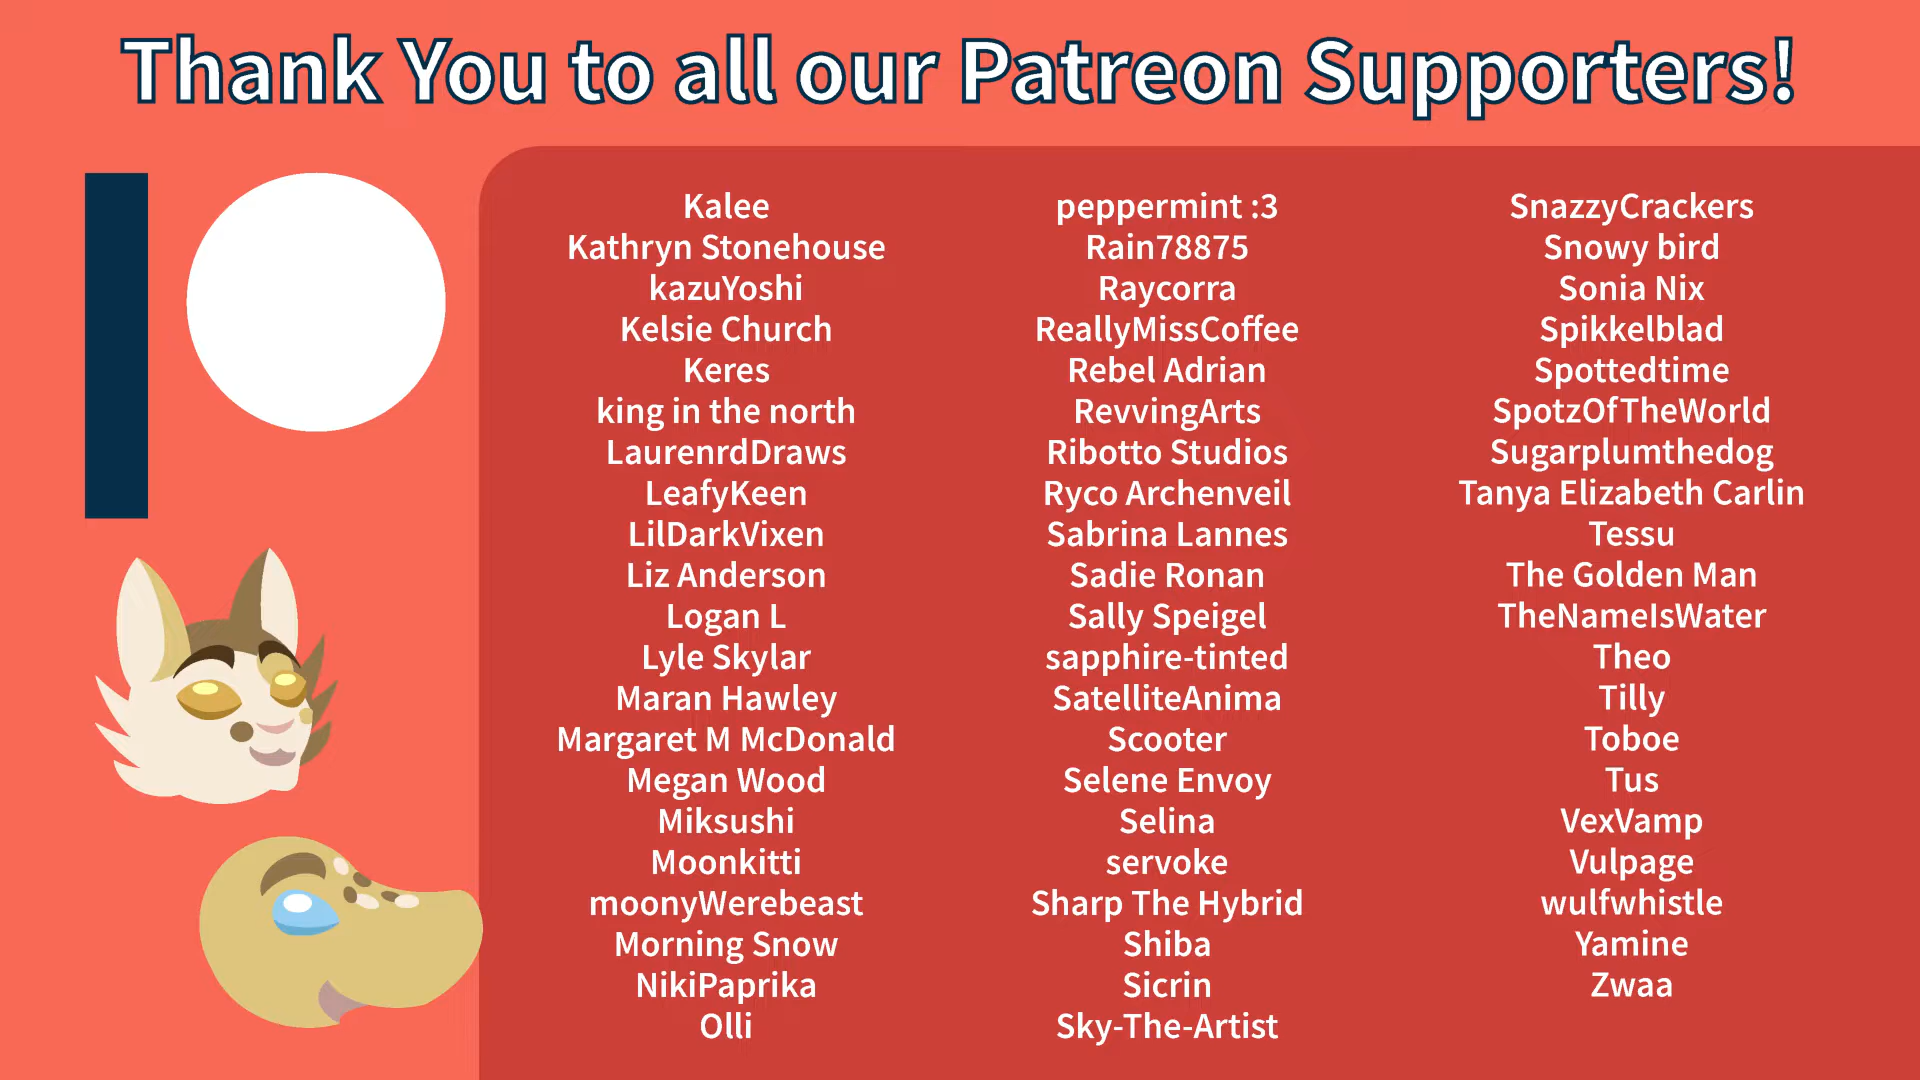 Thank You to all our Patreon Supporters!
Kalee
Kathryn Stonehouse
kazuYoshi
Kelsie Church
Keres
king in the north
LaurenrdDraws
LeafyKeen
LilDarkVixen
Liz Anderson
Logan L
Lyle Skylar
Maran Hawley
Margaret M McDonald
Megan Wood
Miksushi
Moonkitti
moonyWerebeast
Morning Snow
NikiPaprika
Olli
peppermint :3
Rain78875
Raycorra
ReallyMissCoffee
Rebel Adrian
RevvingArts
Ribotto Studios
Ryco Archenveil
Sabrina Lannes
Sadie Ronan
Sally Speigel
sapphire-tinted
SatelliteAnima
Scooter
Selene Envoy
Selina
servoke
Sharp The Hybrid
Shiba
Sicrin
Sky-The-Artist
SnazzyCrackers
Snowy bird
Sonia Nix
Spikkelblad
Spottedtime
SpotzOfTheWorld
Sugarplumthedog
Tanya Elizabeth Carlin
Tessu
The Golden Man
TheNameIsWater
Theo
Tilly
Toboe
Tus
VexVamp
Vulpage
wulfwhistle
Yamine
Zwaa